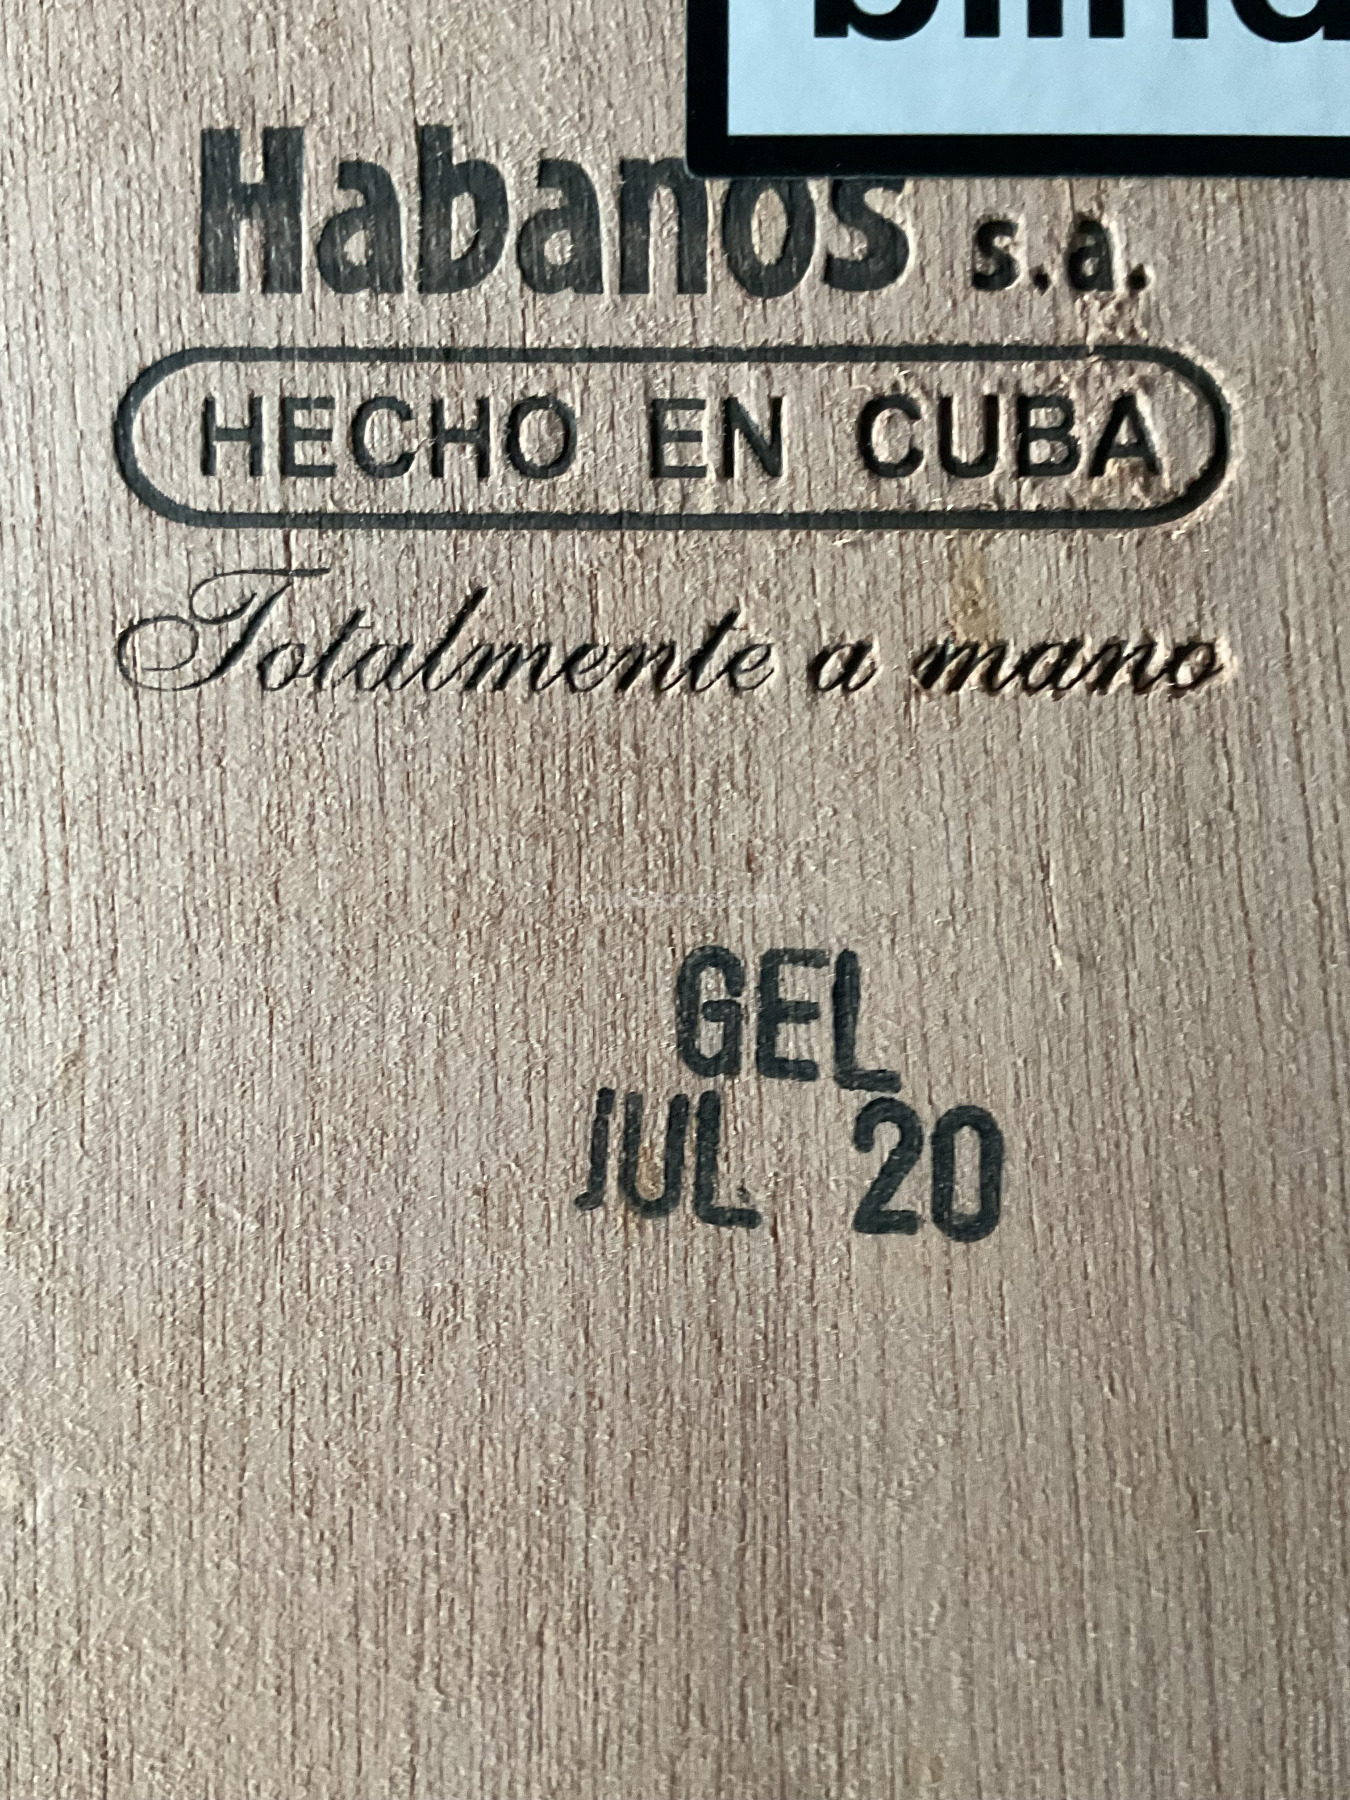 Habanos s.a.
HECHO EN CUBA
Totalmente a mano
GEL
JUL 20